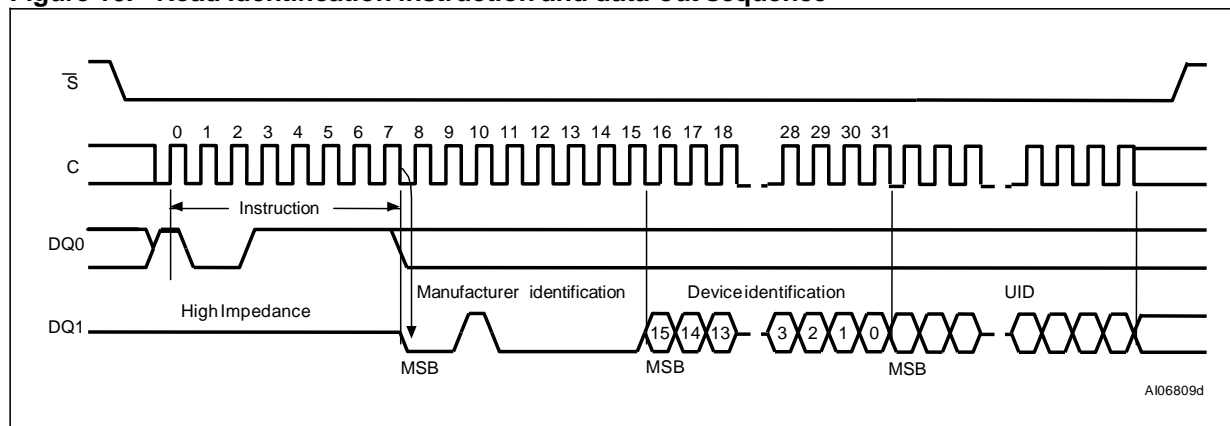 Figure 10. Read identification instruction and data-out sequence
S
0 1 2 3 4 5 6 7 8 9 10 11 12 13 14 15 16 17 18 28 29 30 31
C
Instruction
DQ0
Manufacturer identification Device identification UID
High Impedance
DQ1
15 14 13 3 2 1 0
MSB MSB MSB
AI06809d